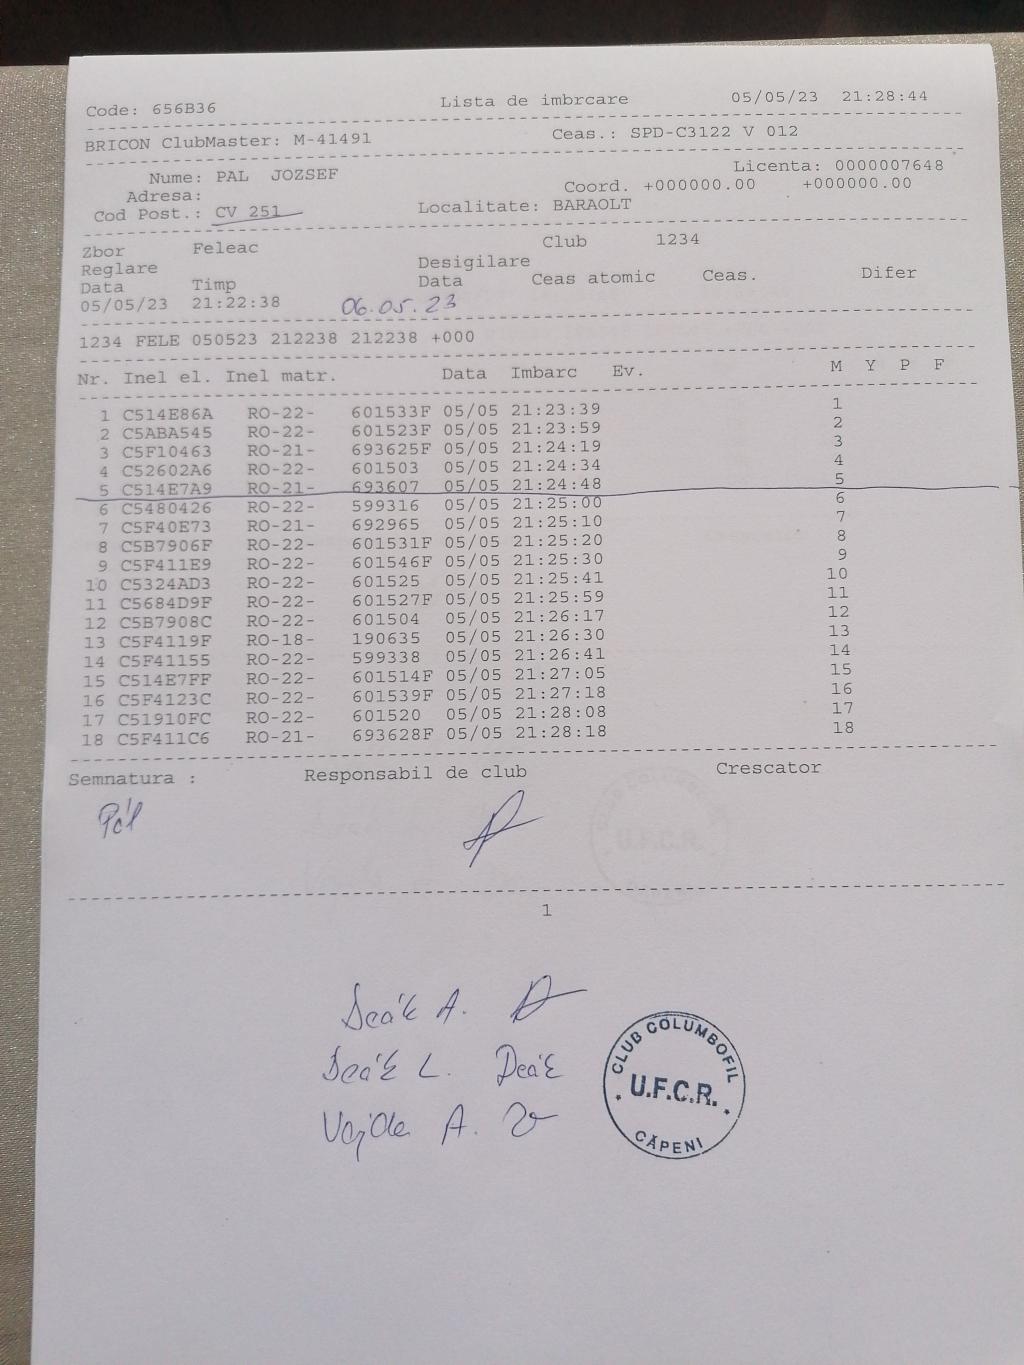 Code: 656B36 Lista de imbrcare 05/05/23 21:28:44
BRICON ClubMaster: M-41491 Ceas.: SPD-C3122 V 012
Nume: PAL JOZSEF Licenta: 0000007648
Adresa: Coord. +000000.00 +000000.00
Cod Post.: CV 251 Localitate: BARAOLT
Zbor Feleac Club 1234
Reglare Desigilare
Data Timp Data Ceas atomic Ceas. Difer
05/05/23 21:22:38 06.05.23
1234 FELE 050523 212238 212238 +000
Nr. Inel el. Inel matr. Data Imbarc Ev. M Y P F
1 C514E86A RO-22- 601533F 05/05 21:23:39 1
2 C5ABA545 RO-22- 601523F 05/05 21:23:59 2
3 C5F10463 RO-21- 693625F 05/05 21:24:19 3
4 C52602A6 RO-22- 601503 05/05 21:24:34 4
5 C514E7A9 RO-21- 693607 05/05 21:24:48 5
6 C5480426 RO-22- 599316 05/05 21:25:00 6
7 C5F40E73 RO-21- 692965 05/05 21:25:10 7
8 C5B7906F RO-22- 601531F 05/05 21:25:20 8
9 C5F411E9 RO-22- 601546F 05/05 21:25:30 9
10 C5324AD3 RO-22- 601525 05/05 21:25:41 10
11 C5684D9F RO-22- 601527F 05/05 21:25:59 11
12 C5B7908C RO-22- 601504 05/05 21:26:17 12
13 C5F4119F RO-18- 190635 05/05 21:26:30 13
14 C5F41155 RO-22- 599338 05/05 21:26:41 14
15 C514E7FF RO-22- 601514F 05/05 21:27:05 15
16 C5F4123C RO-22- 601539F 05/05 21:27:18 16
17 C51910FC RO-22- 601520 05/05 21:28:08 17
18 C5F411C6 RO-21- 693628F 05/05 21:28:18 18
Semnatura : Responsabil de club Crescator
Pál
1
Deák A.
Deák L. Deák
Vajda A.
CLUB COLUMBOFIL
U.F.C.R.
CĂPENI